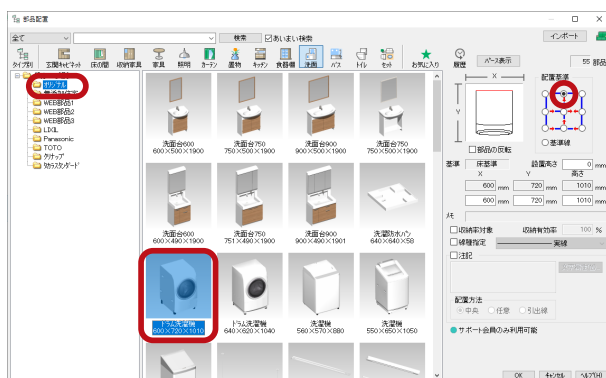 部品配置
全て
検索
あいまい検索
インポート
タイプ別
玄関ｷｬﾋﾞﾈｯﾄ
床の間
収納家具
家具
照明
ｶｰﾃﾝ
置物
ｷｯﾁﾝ
食器棚
洗面
ﾊﾞｽ
ﾄｲﾚ
ｾｯﾄ
お気に入り
履歴
ﾊﾟｰｽ表示
55 部品
ｵﾘｼﾞﾅﾙ
WEB部品1
WEB部品2
WEB部品3
LIXIL
Panasonic
TOTO
ｸﾘﾅｯﾌﾟ
ﾀｶﾗｽﾀﾝﾀﾞｰﾄﾞ
洗面台600
600×500×1900
洗面台750
750×500×1900
洗面台900
900×500×1900
洗面台750
750×500×1900
洗面台600
600×490×1900
洗面台750
751×490×1900
洗面台900
900×490×1901
洗濯防水ﾊﾟﾝ
640×640×58
ﾄﾞﾗﾑ洗濯機
600×720×1010
ﾄﾞﾗﾑ洗濯機
640×620×1040
洗濯機
560×570×880
洗濯機
550×650×1050
X
Y
部品の反転
配置基準
基準線
基準
床基準
設置高さ
0 mm
X
Y
高さ
600 mm
720 mm
1010 mm
600 mm
720 mm
1010 mm
ﾒﾓ
収納率対象
収納有効率
100 %
線種指定
実線
注記
配置方法
中央
任意
引出線
サポート会員のみ利用可能
OK
ｷｬﾝｾﾙ
ﾍﾙﾌﾟ(H)